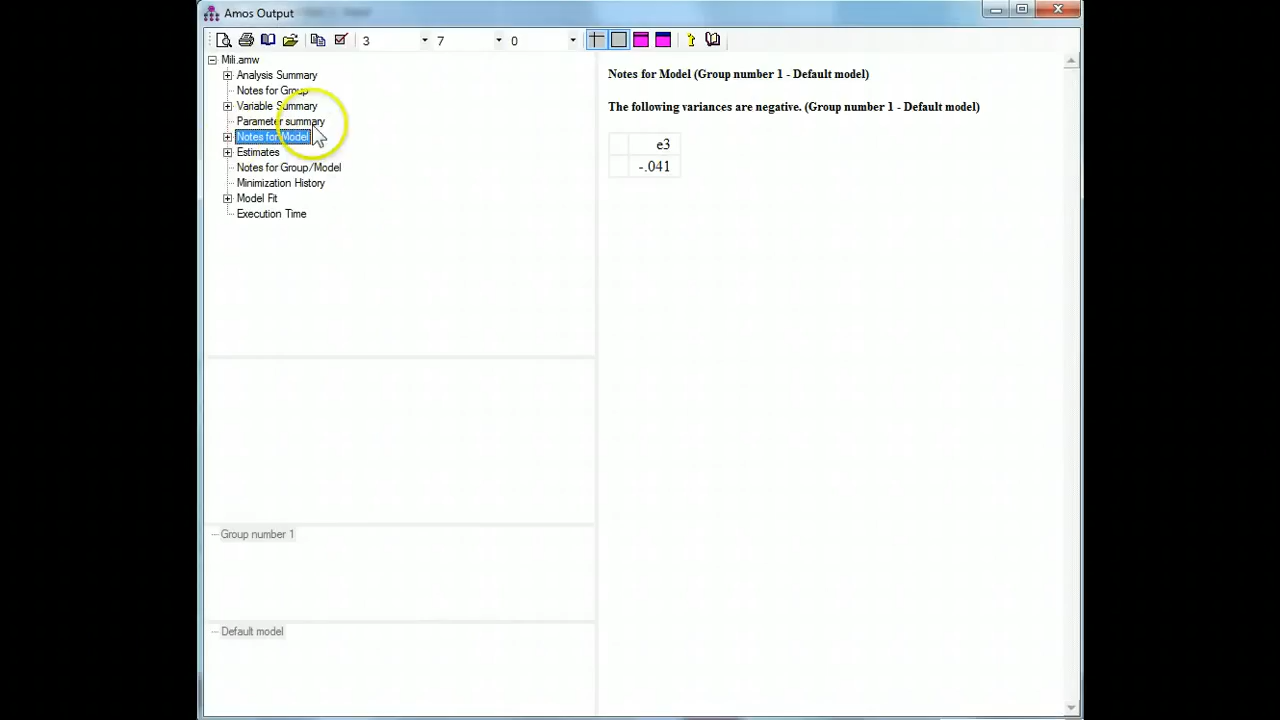 Amos Output
3 7 0
Mili.amw
Analysis Summary
Notes for Group
Variable Summary
Parameter summary
Notes for Model
Estimates
Notes for Group/Model
Minimization History
Model Fit
Execution Time
Group number 1
Default model
Notes for Model (Group number 1 - Default model)
The following variances are negative. (Group number 1 - Default model)
e3
-.041